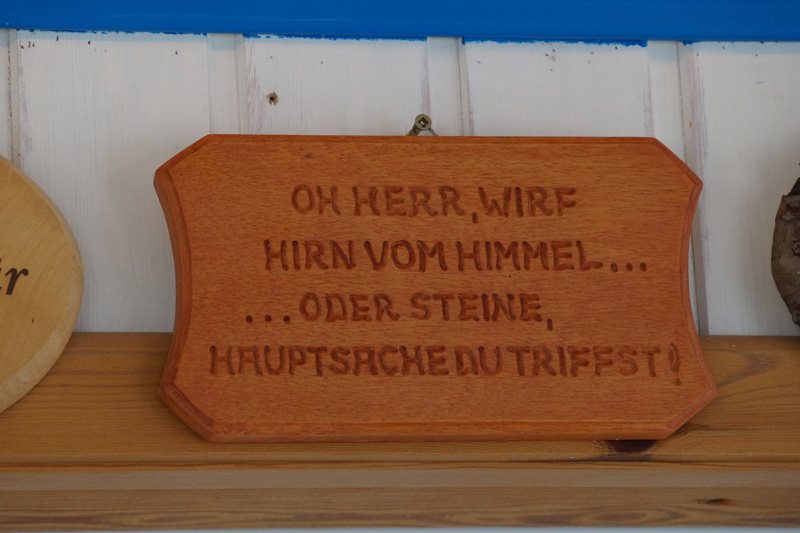 OH HERR, WIRF
HIRN VOM HIMMEL...
...ODER STEINE,
HAUPTSACHE DU TRIFFST!